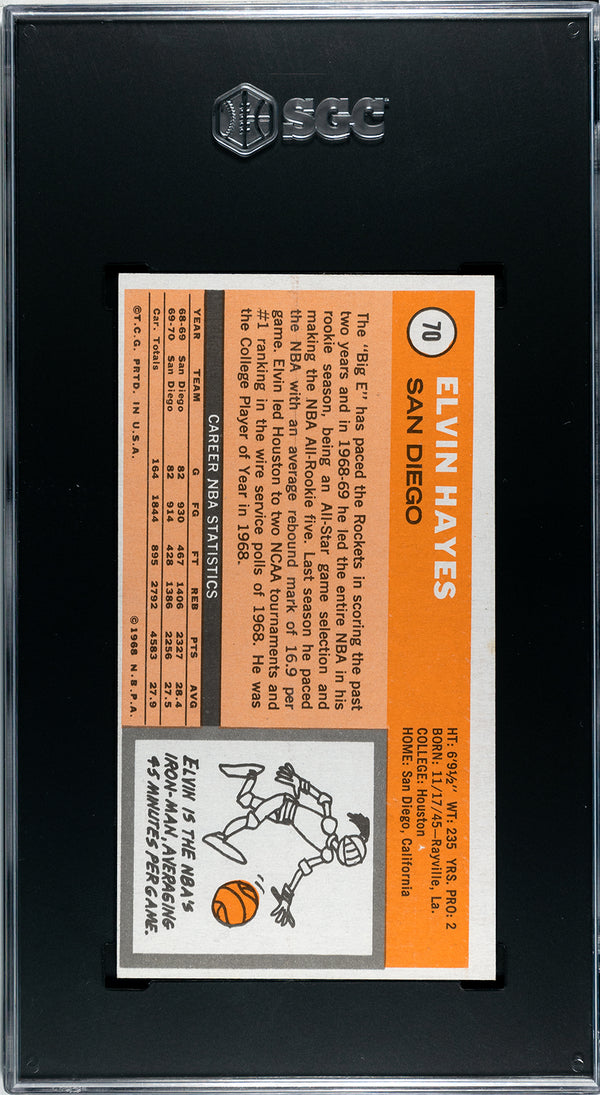 SGC
70
ELVIN HAYES
SAN DIEGO
HT: 6'9½" WT: 235 YRS. PRO: 2
BORN: 11/17/45—Rayville, La.
COLLEGE: Houston
HOME: San Diego, California
The "Big E" has paced the Rockets in scoring the past
two years and in 1968-69 he led the entire NBA in his
rookie season, being an All-Star game selection and
making the NBA All-Rookie five. Last season he paced
the NBA with an average rebound mark of 16.9 per
game. Elvin led Houston to two NCAA tournaments and
#1 ranking in the wire service polls of 1968. He was
the College Player of Year in 1968.
CAREER NBA STATISTICS
YEAR TEAM G FG FT REB PTS AVG
68-69 San Diego 82 930 467 1406 2327 28.4
69-70 San Diego 82 914 428 1386 2256 27.5
Car. Totals 164 1844 895 2792 4583 27.9
©T.C.G. PRTD. IN U.S.A. ©1968 N.B.P.A.
ELVIN IS THE NBA'S
IRON-MAN, AVERAGING
45 MINUTES PER GAME.